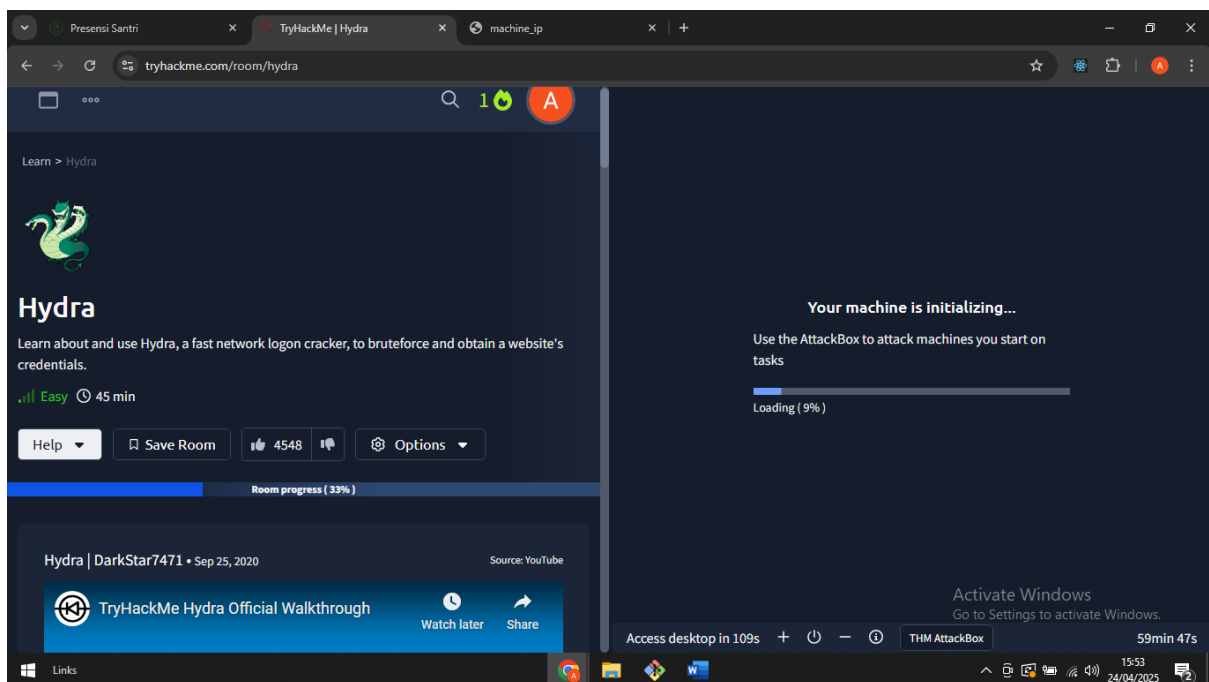 Presensi Santri
TryHackMe | Hydra
machine_ip
tryhackme.com/room/hydra
A
1
A
Learn > Hydra
Hydra
Learn about and use Hydra, a fast network logon cracker, to bruteforce and obtain a website's
credentials.
Easy 45 min
Help
Save Room
4548
Options
Room progress ( 33% )
Hydra | DarkStar7471 • Sep 25, 2020
Source: YouTube
TryHackMe Hydra Official Walkthrough
Watch later
Share
Your machine is initializing...
Use the AttackBox to attack machines you start on
tasks
Loading ( 9% )
Activate Windows
Go to Settings to activate Windows.
Access desktop in 109s
THM AttackBox
59min 47s
Links
W
15:53
24/04/2025
2